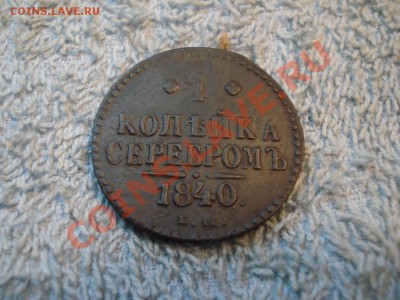 COINS.LAVE.RU
1
КОПѢЙКА
СЕРЕБРОМЪ
1840.
Е.М.
COINS.LAVE.RU